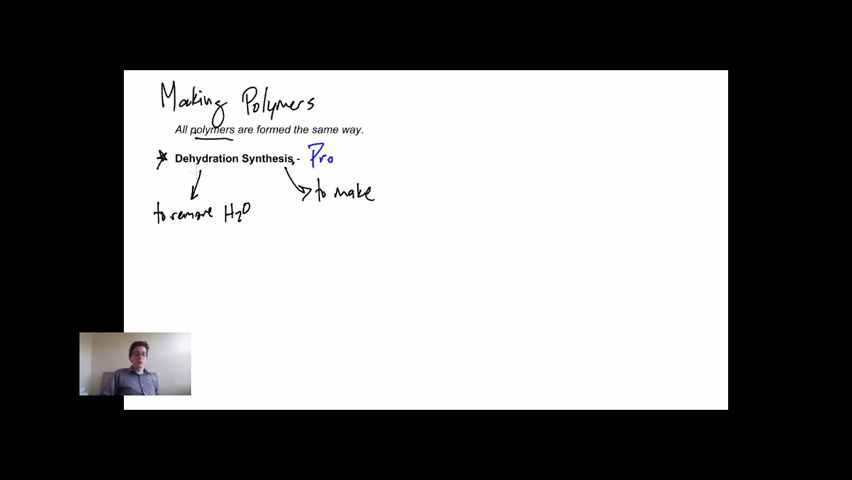 Making Polymers
All polymers are formed the same way.
Dehydration Synthesis - Pro
to make
to remove H₂O